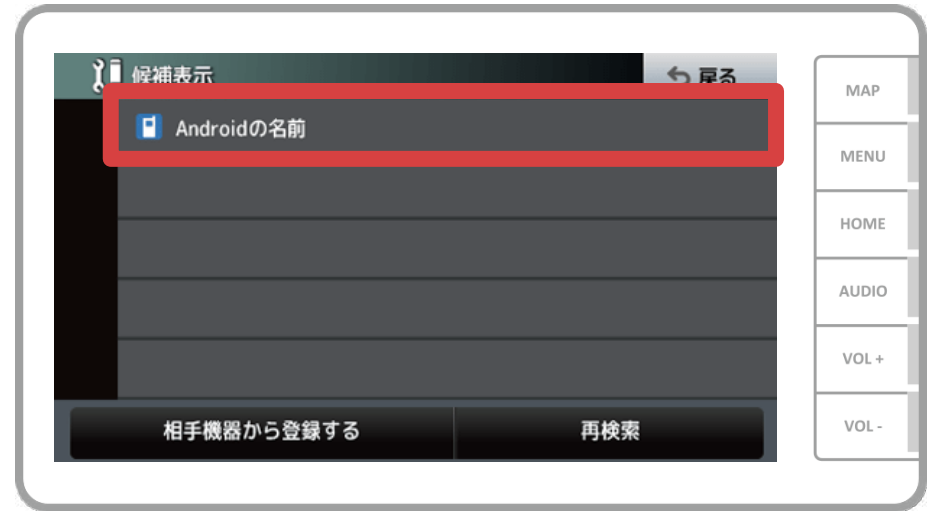 候補表示
戻る
Androidの名前
相手機器から登録する
再検索
MAP
MENU
HOME
AUDIO
VOL +
VOL -